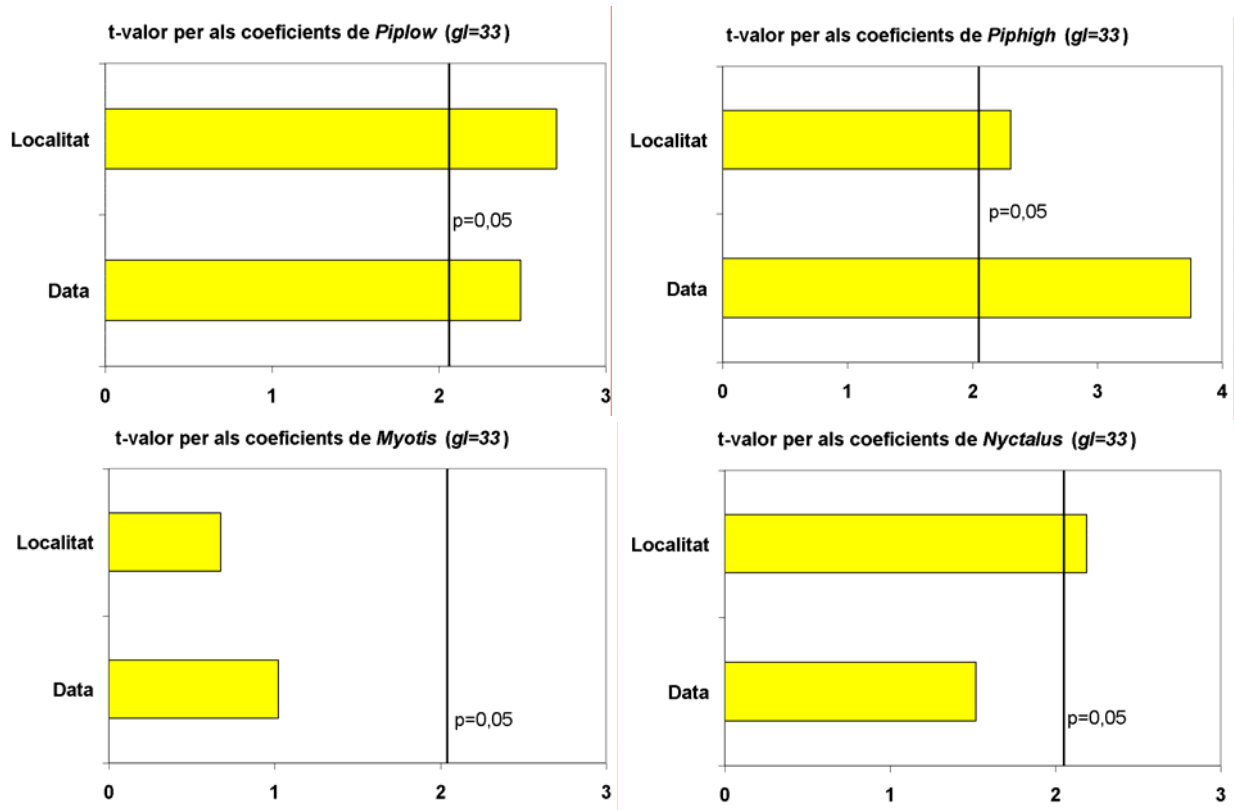 t-valor per als coeficients de Piplow (gl=33)
Localitat
p=0,05
Data
0 1 2 3
t-valor per als coeficients de Piphigh (gl=33)
Localitat
p=0,05
Data
0 1 2 3 4
t-valor per als coeficients de Myotis (gl=33)
Localitat
Data
p=0,05
0 1 2 3
t-valor per als coeficients de Nyctalus (gl=33)
Localitat
Data
p=0,05
0 1 2 3